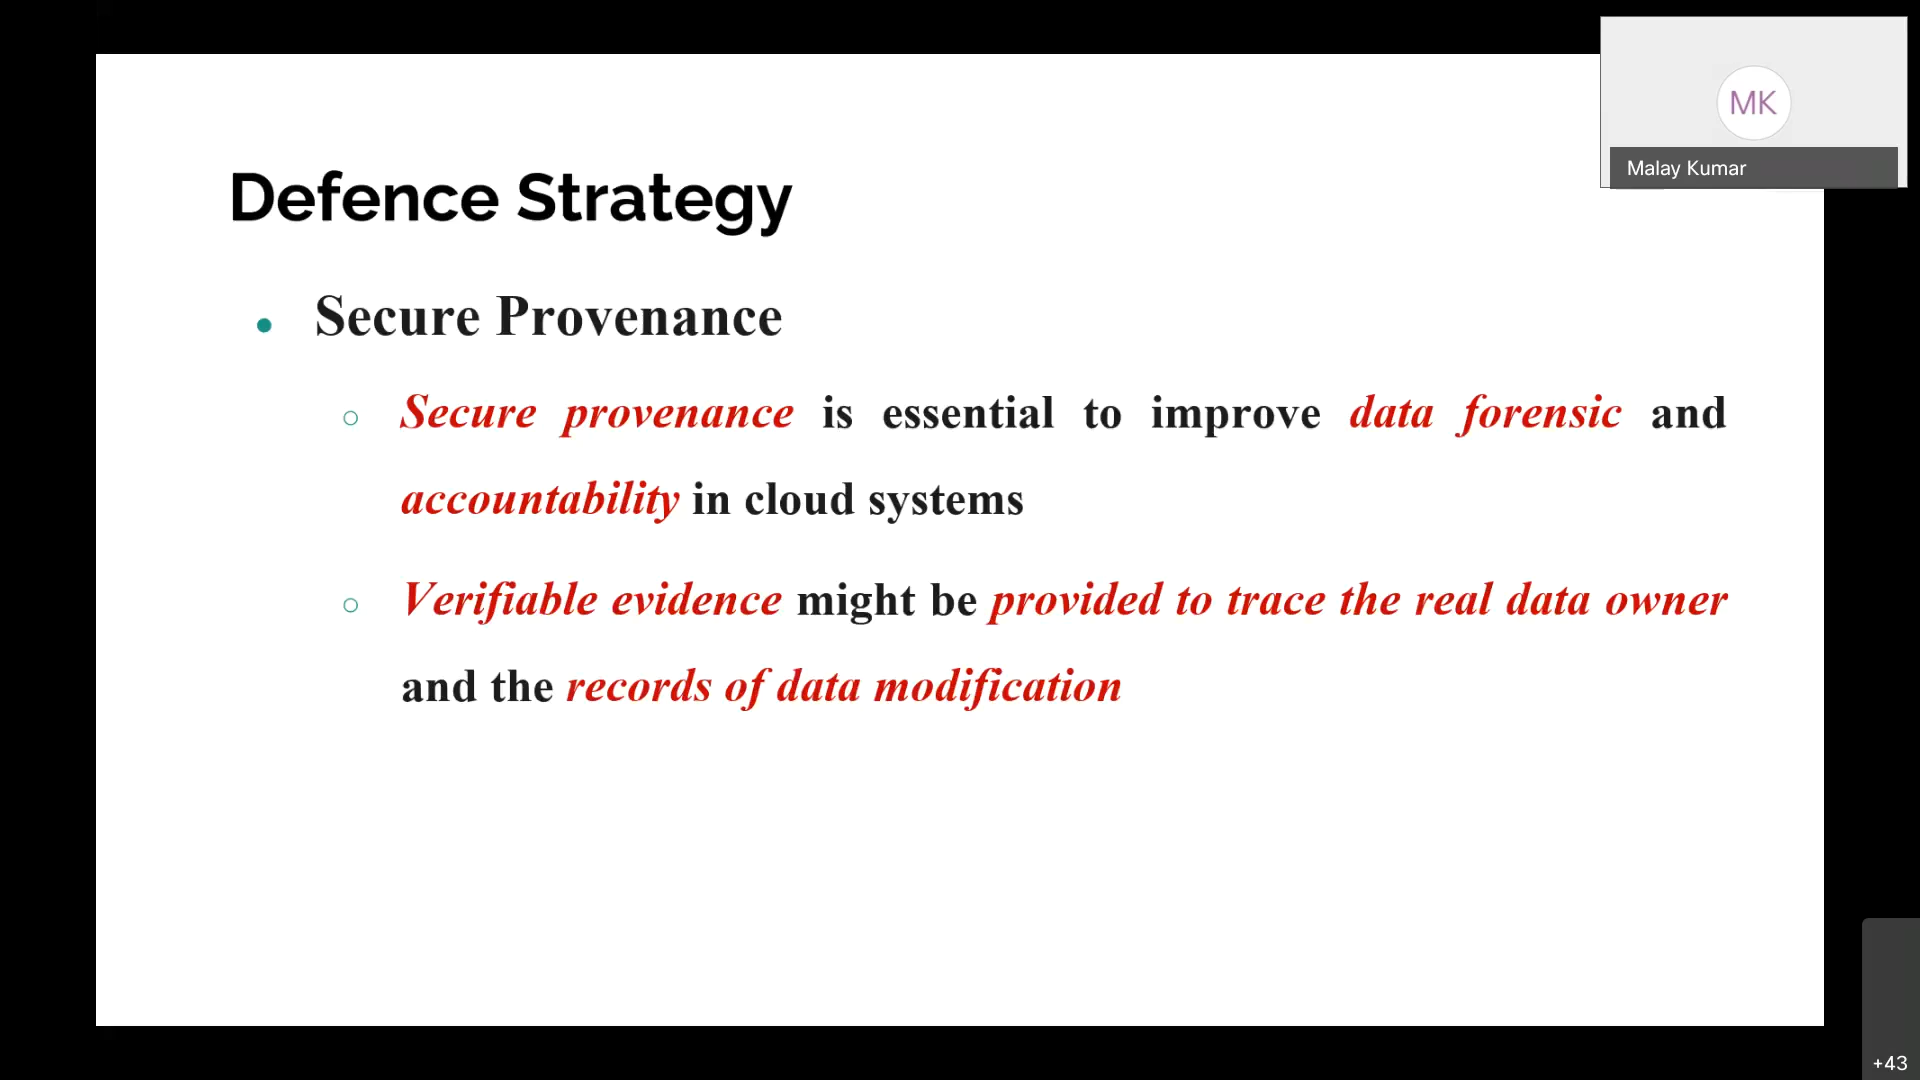 MK
Malay Kumar
Defence Strategy
Secure Provenance
Secure provenance is essential to improve data forensic and
accountability in cloud systems
Verifiable evidence might be provided to trace the real data owner
and the records of data modification
+43